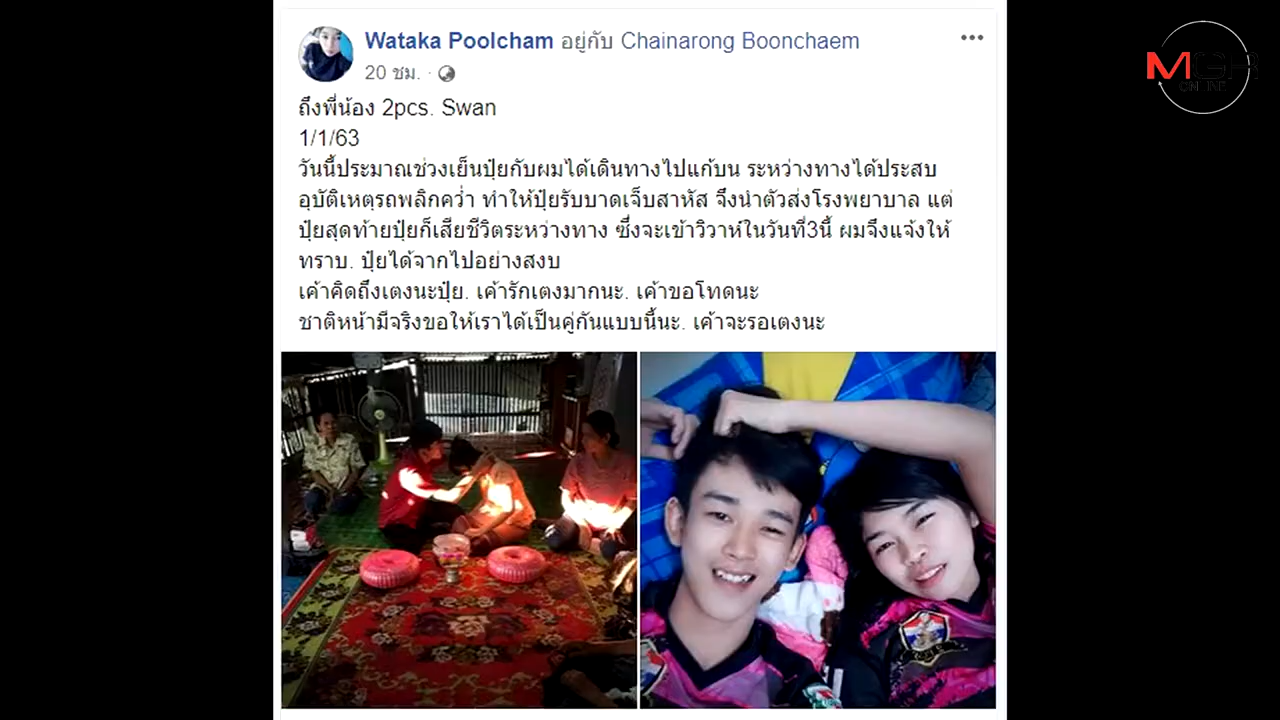 Wataka Poolcham อยู่กับ Chainarong Boonchaem
20 ชม.
ถึงพี่น้อง 2pcs. Swan
1/1/63
วันนี้ประมาณช่วงเย็นปุ๋ยกับผมได้เดินทางไปแก้บน ระหว่างทางได้ประสบ
อุบัติเหตุรถพลิกคว่ำ ทำให้ปุ๋ยรับบาดเจ็บสาหัส จึงนำตัวส่งโรงพยาบาล แต่
ปุ๋ยสุดท้ายปุ๋ยก็เสียชีวิตระหว่างทาง ซึ่งจะเข้าวิวาห์ในวันที่3นี้ ผมจึงแจ้งให้
ทราบ. ปุ๋ยได้จากไปอย่างสงบ
เค้าคิดถึงเตงนะปุ๋ย. เค้ารักเตงมากนะ. เค้าขอโทดนะ
ชาติหน้ามีจริงขอให้เราได้เป็นคู่กันแบบนี้นะ. เค้าจะรอเตงนะ
MGR
ONLINE